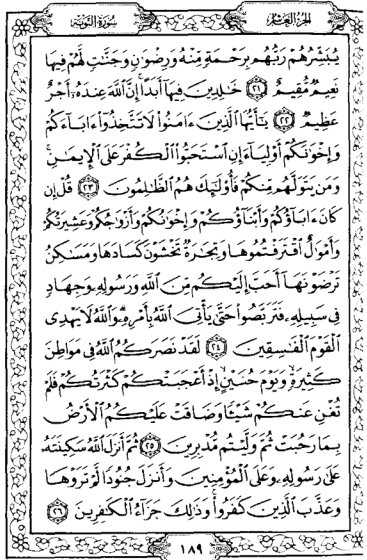 الجزء العاشر سورة التوبة
يُبَشِّرُهُمْ رَبُّهُم بِرَحْمَةٍ مِّنْهُ وَرِضْوَٰنٍ وَجَنَّٰتٍ لَّهُمْ فِيهَا
نَعِيمٌ مُّقِيمٌ ٢١ خَٰلِدِينَ فِيهَآ أَبَدًا إِنَّ ٱللَّهَ عِندَهُۥٓ أَجْرٌ
عَظِيمٌ ٢٢ يَٰٓأَيُّهَا ٱلَّذِينَ ءَامَنُوا۟ لَا تَتَّخِذُوٓا۟ ءَابَآءَكُمْ
وَإِخْوَٰنَكُمْ أَوْلِيَآءَ إِنِ ٱسْتَحَبُّوا۟ ٱلْكُفْرَ عَلَى ٱلْإِيمَٰنِ
وَمَن يَتَوَلَّهُم مِّنكُمْ فَأُو۟لَٰٓئِكَ هُمُ ٱلظَّٰلِمُونَ ٢٣ قُلْ إِن
كَانَ ءَابَآؤُكُمْ وَأَبْنَآؤُكُمْ وَإِخْوَٰنُكُمْ وَأَزْوَٰجُكُمْ وَعَشِيرَتُكُمْ
وَأَمْوَٰلٌ ٱقْتَرَفْتُمُوهَا وَتِجَٰرَةٌ تَخْشَوْنَ كَسَادَهَا وَمَسَٰكِنُ
تَرْضَوْنَهَآ أَحَبَّ إِلَيْكُم مِّنَ ٱللَّهِ وَرَسُولِهِۦ وَجِهَادٍ
فِى سَبِيلِهِۦ فَتَرَبَّصُوا۟ حَتَّىٰ يَأْتِىَ ٱللَّهُ بِأَمْرِهِۦ وَٱللَّهُ لَا يَهْدِى
ٱلْقَوْمَ ٱلْفَٰسِقِينَ ٢٤ لَقَدْ نَصَرَكُمُ ٱللَّهُ فِى مَوَاطِنَ
كَثِيرَةٍ وَيَوْمَ حُنَيْنٍ إِذْ أَعْجَبَتْكُمْ كَثْرَتُكُمْ فَلَمْ
تُغْنِ عَنكُمْ شَيْـًٔا وَضَاقَتْ عَلَيْكُمُ ٱلْأَرْضُ
بِمَا رَحُبَتْ ثُمَّ وَلَّيْتُم مُّدْبِرِينَ ٢٥ ثُمَّ أَنزَلَ ٱللَّهُ سَكِينَتَهُۥ
عَلَىٰ رَسُولِهِۦ وَعَلَى ٱلْمُؤْمِنِينَ وَأَنزَلَ جُنُودًا لَّمْ تَرَوْهَا
وَعَذَّبَ ٱلَّذِينَ كَفَرُوا۟ وَذَٰلِكَ جَزَآءُ ٱلْكَٰفِرِينَ ٢٦
١٨٩